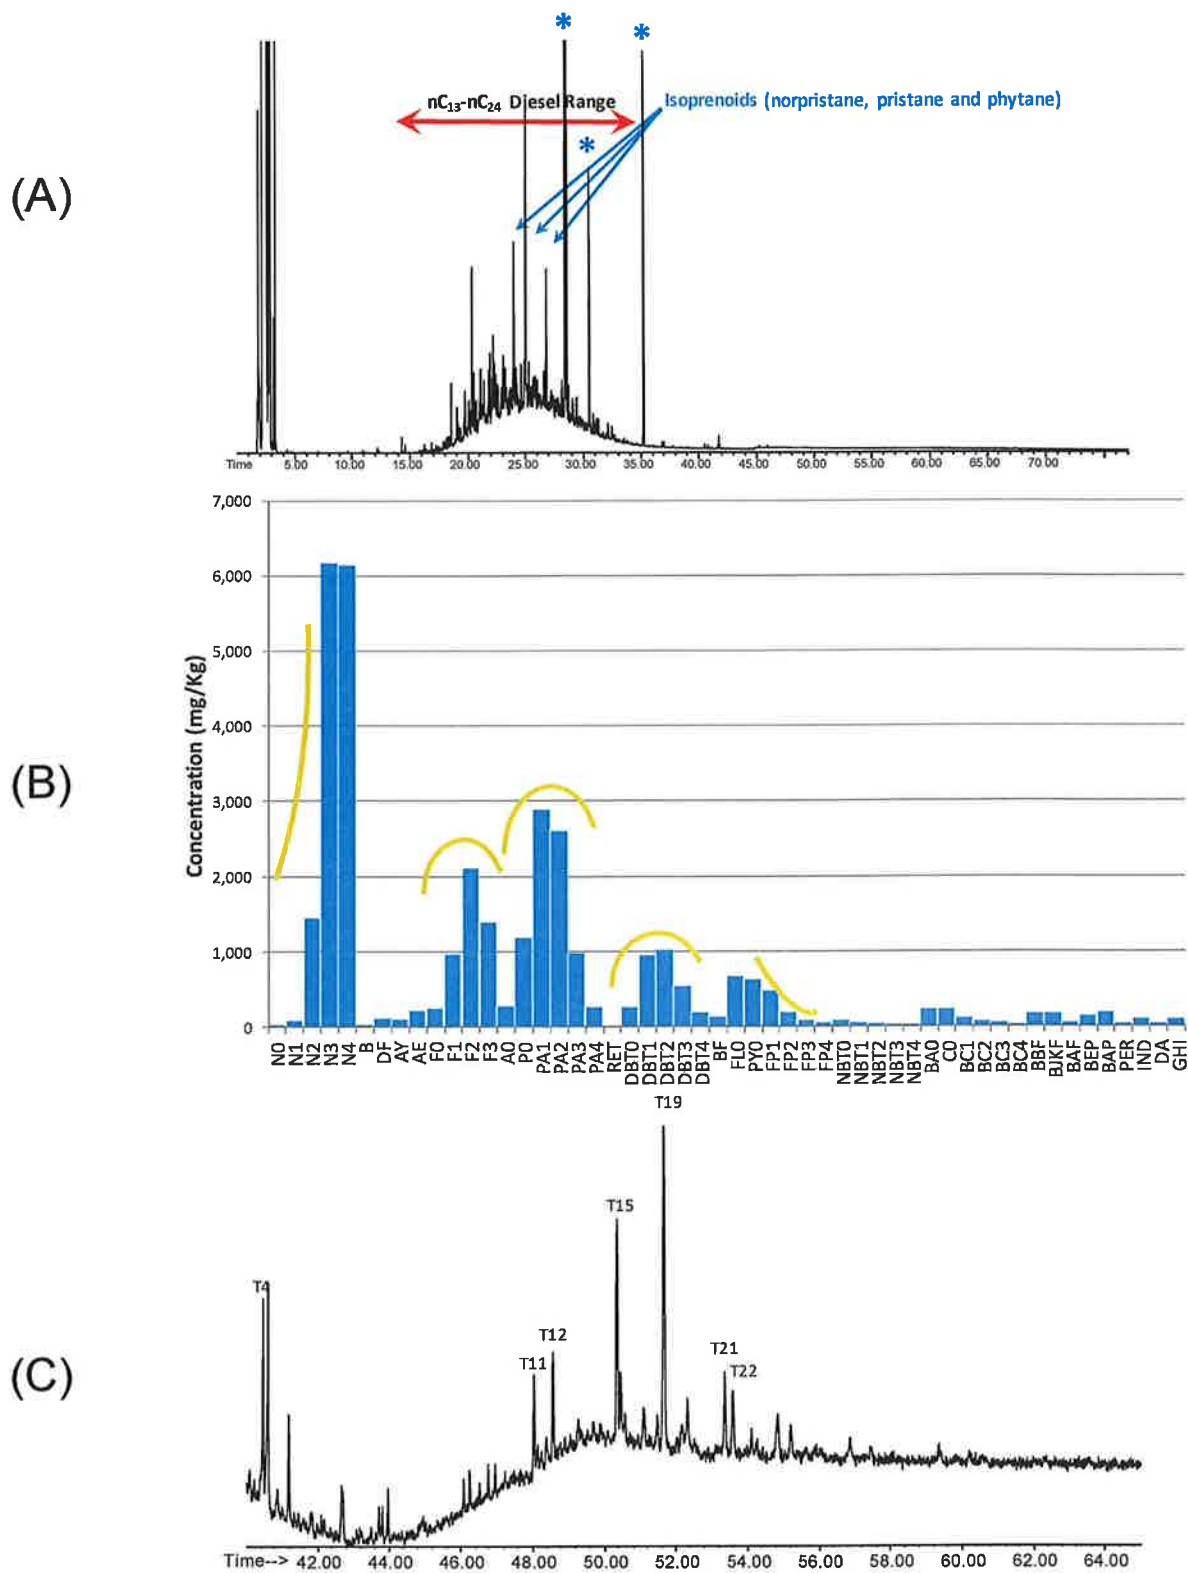 (A)
* *
nC13-nC24 Diesel Range
Isoprenoids (norpristane, pristane and phytane)
*
Time 5.00 10.00 15.00 20.00 25.00 30.00 35.00 40.00 45.00 50.00 55.00 60.00 65.00 70.00
(B)
Concentration (mg/Kg)
7,000
6,000
5,000
4,000
3,000
2,000
1,000
0
N0 N1 N2 N3 N4 B DF AY AE F0 F1 F2 F3 A0 P0 PA1 PA2 PA3 PA4 RET DBT0 DBT1 DBT2 DBT3 DBT4 BF FL0 PY0 FP1 FP2 FP3 FP4 NBT0 NBT1 NBT2 NBT3 NBT4 BA0 C0 BC1 BC2 BC3 BC4 BBF BJKF BAF BEP BAP PER IND DA GHI
(C)
T19
T15
T4
T12
T11
T21
T22
Time--> 42.00 44.00 46.00 48.00 50.00 52.00 54.00 56.00 58.00 60.00 62.00 64.00